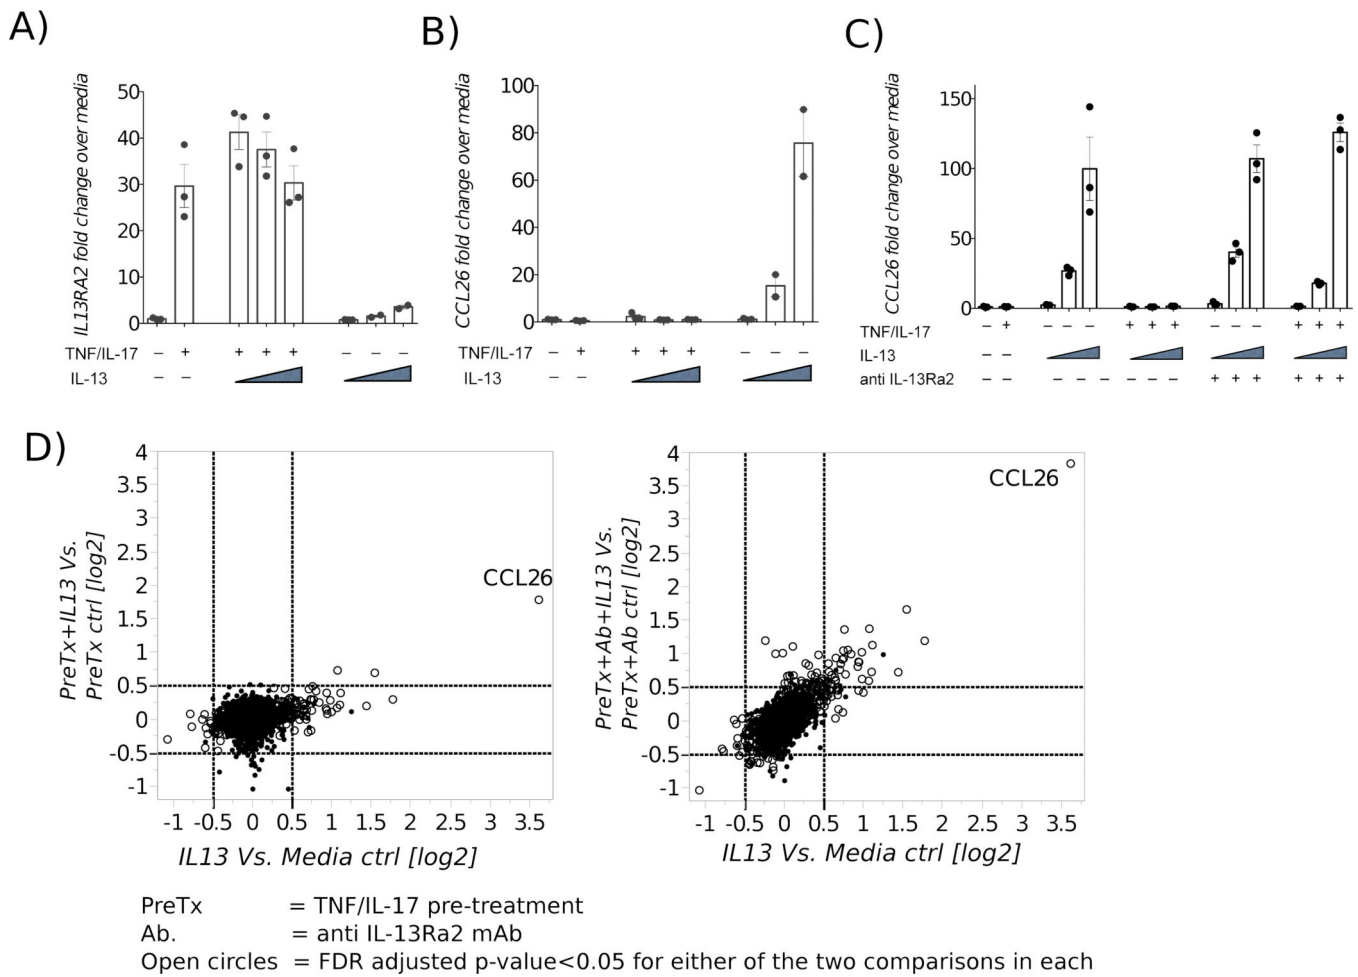 A)
B)
C)
IL13RA2 fold change over media
50
40
30
20
10
0
TNF/IL-17 – + + + + – – –
IL-13 – –
CCL26 fold change over media
100
80
60
40
20
0
TNF/IL-17 – + + + + – – –
IL-13 – –
CCL26 fold change over media
150
100
50
0
TNF/IL-17 – + – – – + + + – – – + + +
IL-13 – –
anti IL-13Ra2 – – – – – – – – + + + + + +
D)
PreTx+IL13 Vs.
PreTx ctrl [log2]
4
3.5
3
2.5
2
1.5
1
0.5
0
-0.5
-1
CCL26
-1 -0.5 0 0.5 1 1.5 2 2.5 3 3.5
IL13 Vs. Media ctrl [log2]
PreTx+Ab+IL13 Vs.
PreTx+Ab ctrl [log2]
4
3.5
3
2.5
2
1.5
1
0.5
0
-0.5
-1
CCL26
-1 -0.5 0 0.5 1 1.5 2 2.5 3 3.5
IL13 Vs. Media ctrl [log2]
PreTx = TNF/IL-17 pre-treatment
Ab. = anti IL-13Ra2 mAb
Open circles = FDR adjusted p-value<0.05 for either of the two comparisons in each